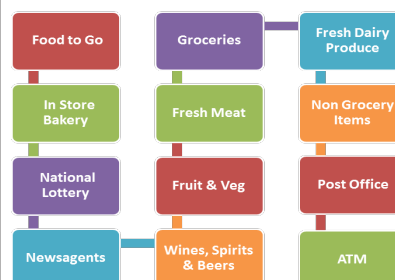 Food to Go
In Store
Bakery
National
Lottery
Newsagents
Groceries
Fresh Meat
Fruit & Veg
Wines, Spirits
& Beers
Fresh Dairy
Produce
Non Grocery
Items
Post Office
ATM